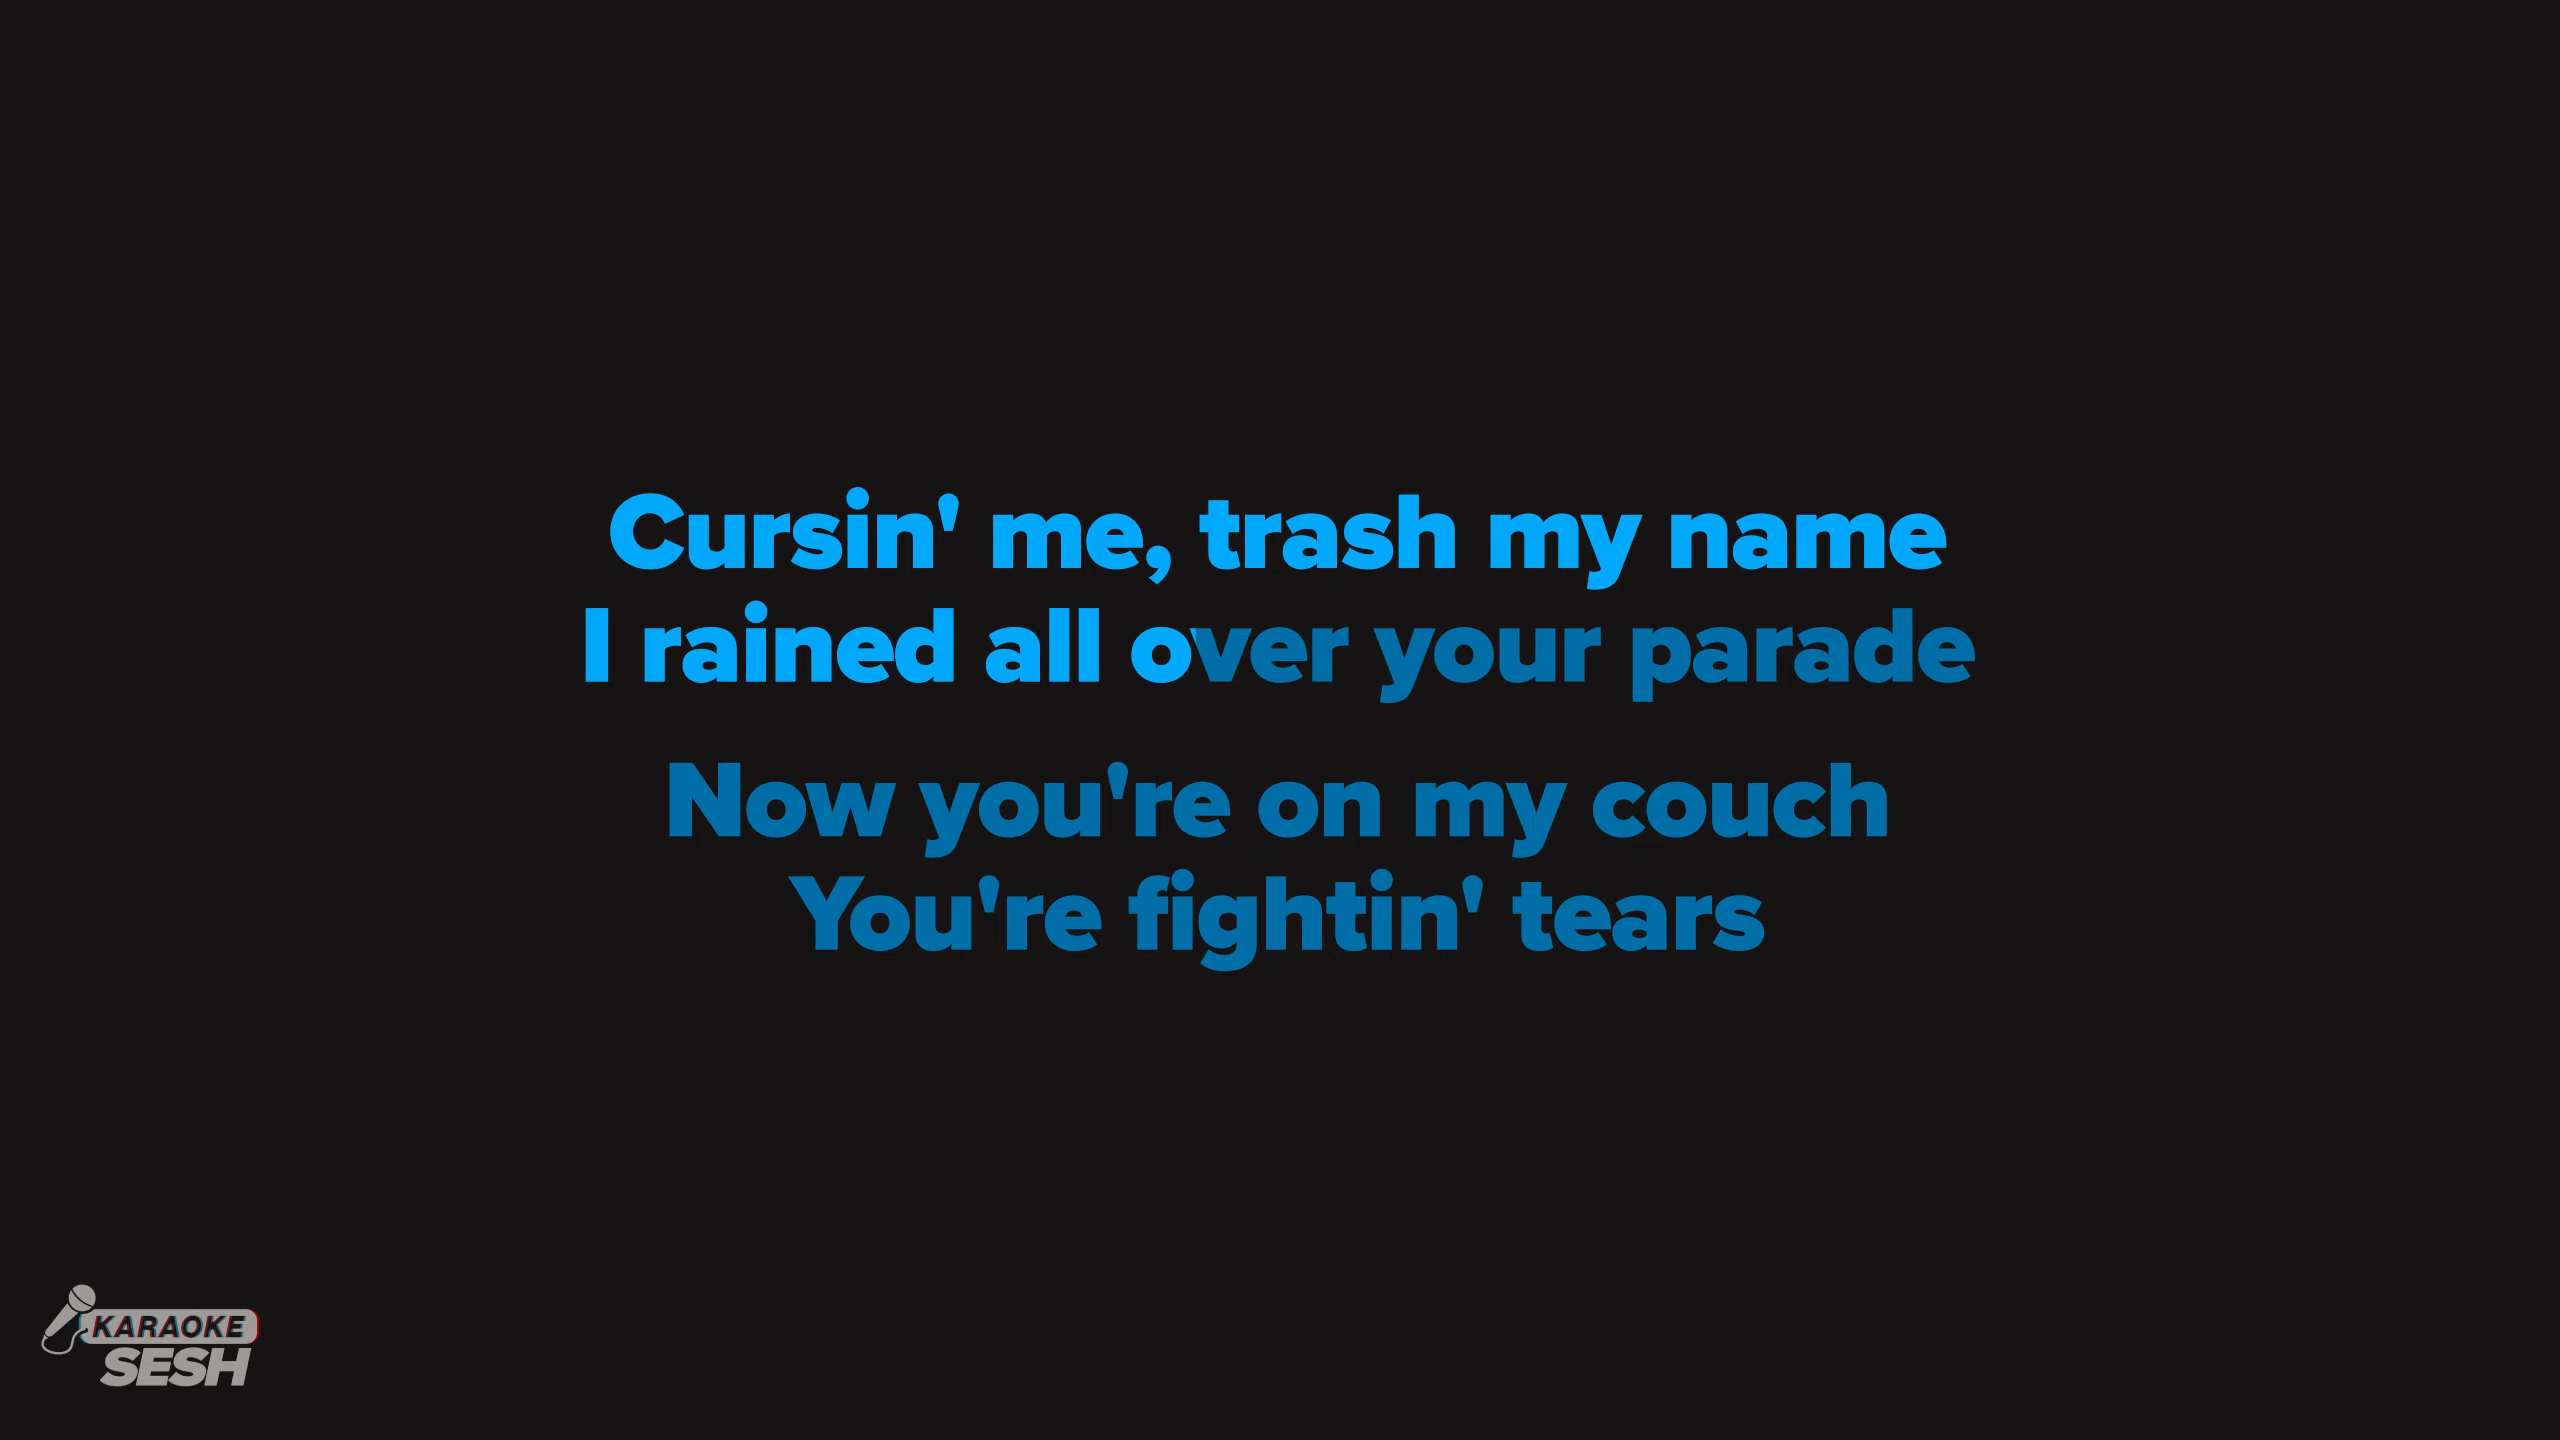 Cursin' me, trash my name
I rained all over your parade
Now you're on my couch
You're fightin' tears
KARAOKE
SESH